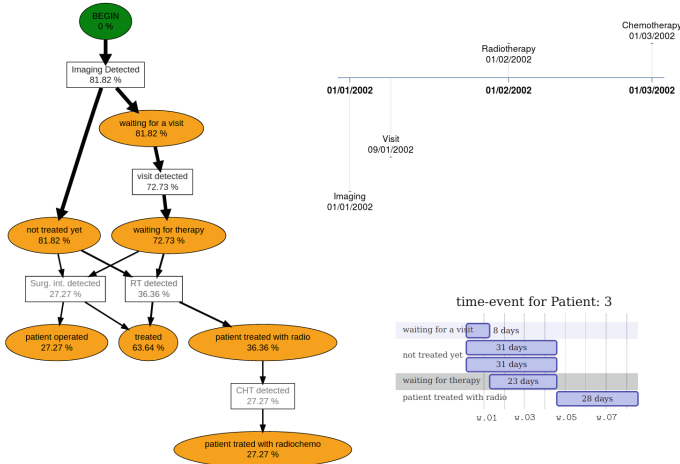 BEGIN
0 %
Imaging Detected
81.82 %
waiting for a visit
81.82 %
visit detected
72.73 %
not treated yet
81.82 %
waiting for therapy
72.73 %
Surg. int. detected
27.27 %
RT detected
36.36 %
patient operated
27.27 %
treated
63.64 %
patient treated with radio
36.36 %
CHT detected
27.27 %
patient trated with radiochemo
27.27 %
Chemotherapy
01/03/2002
Radiotherapy
01/02/2002
01/01/2002
01/02/2002
01/03/2002
Visit
09/01/2002
Imaging
01/01/2002
time-event for Patient: 3
waiting for a visit 8 days
not treated yet
31 days
31 days
waiting for therapy 23 days
patient treated with radio 28 days
w.01 w.03 w.05 w.07